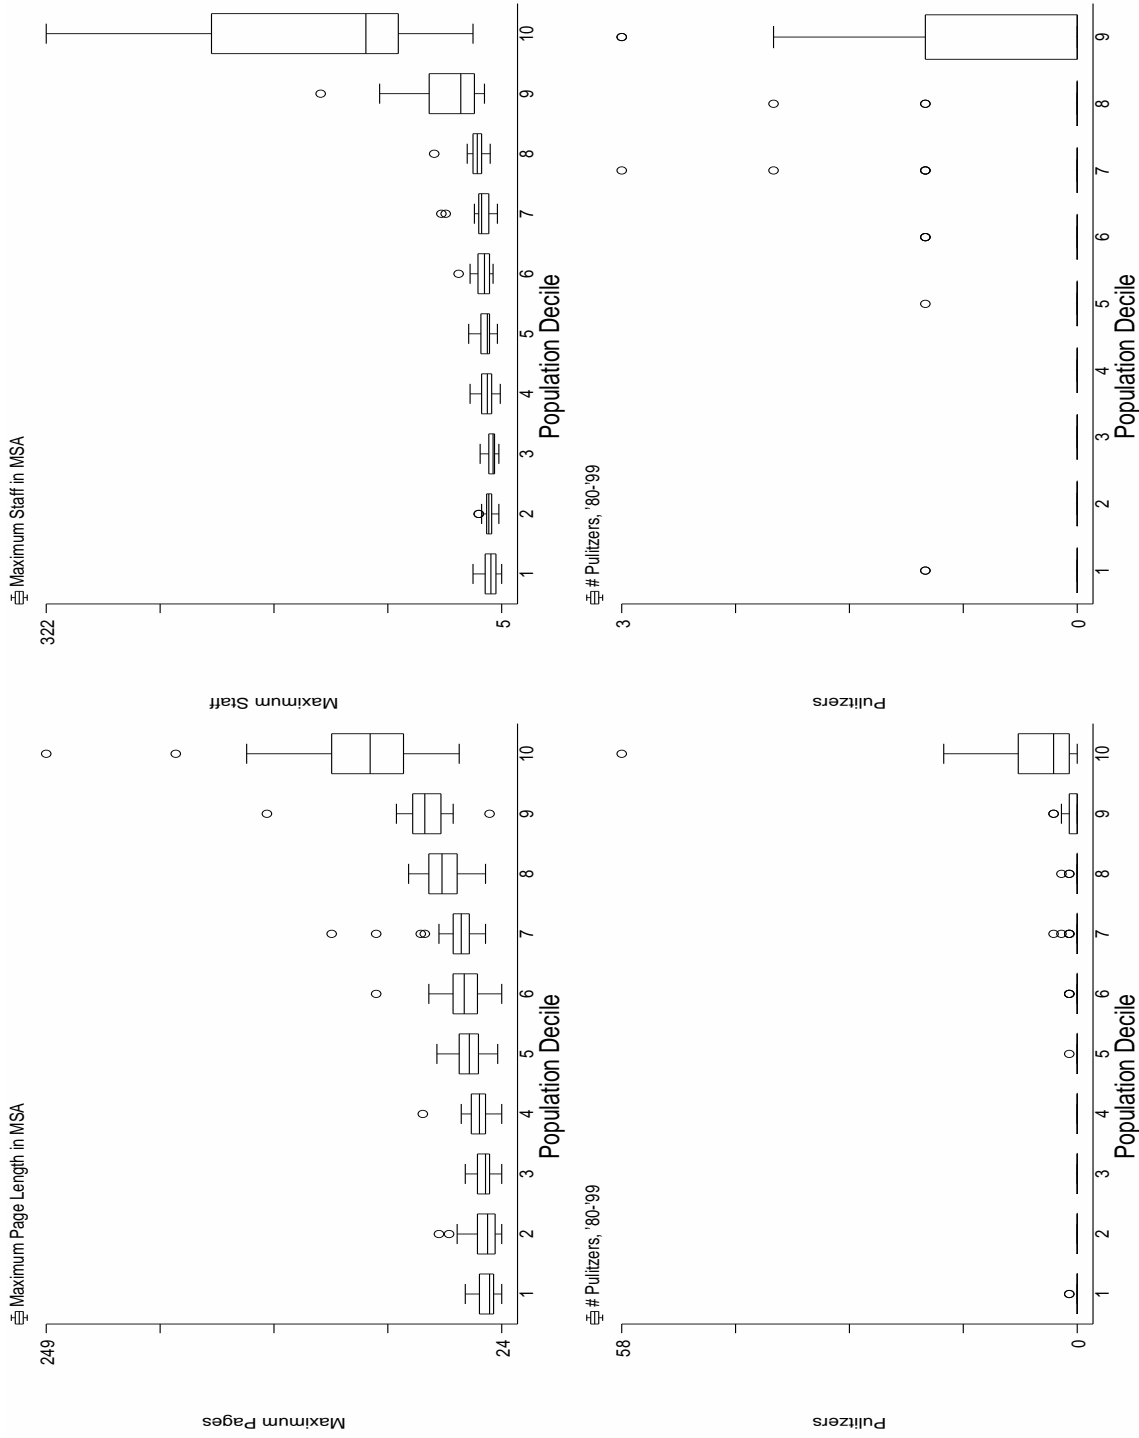 Maximum Page Length in MSA
249
Maximum Pages
24
1 2 3 4 5 6 7 8 9 10
Population Decile
Maximum Staff in MSA
322
Maximum Staff
5
1 2 3 4 5 6 7 8 9 10
Population Decile
# Pulitzers, '80-'99
58
Pulitzers
0
1 2 3 4 5 6 7 8 9 10
Population Decile
# Pulitzers, '80-'99
3
Pulitzers
0
1 2 3 4 5 6 7 8 9
Population Decile